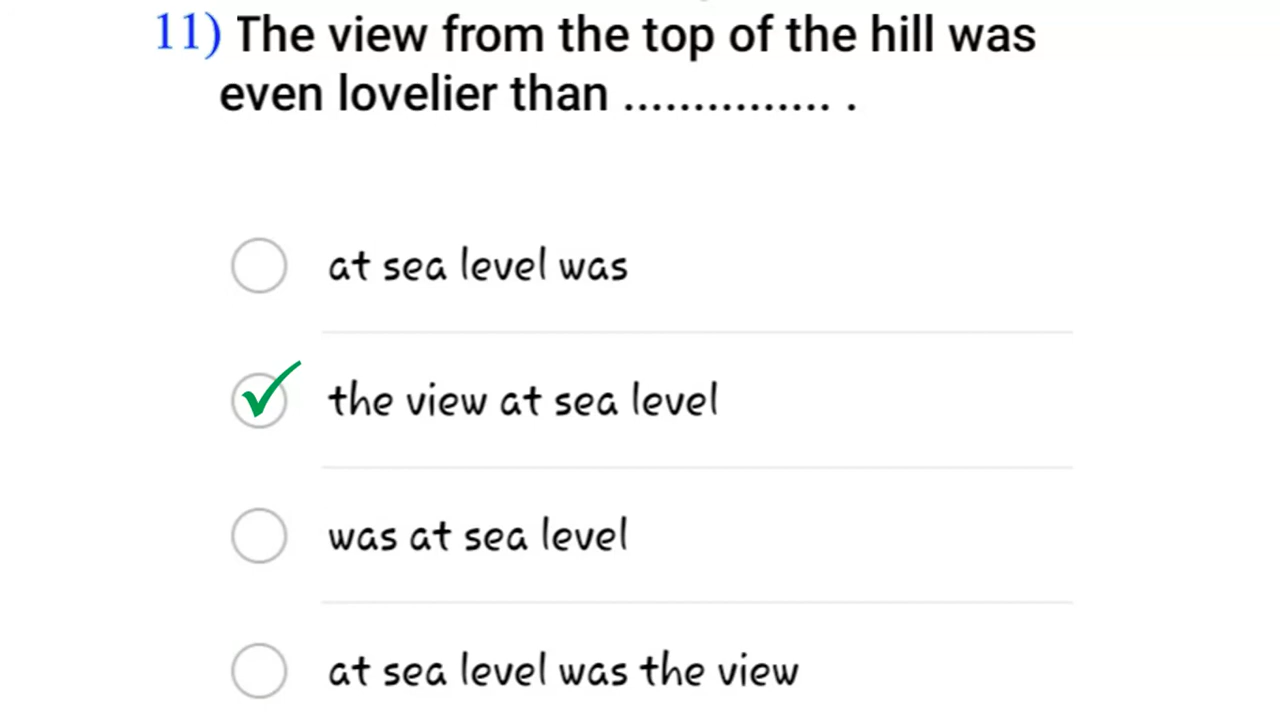 11) The view from the top of the hill was
even lovelier than ............... .
at sea level was
the view at sea level
was at sea level
at sea level was the view